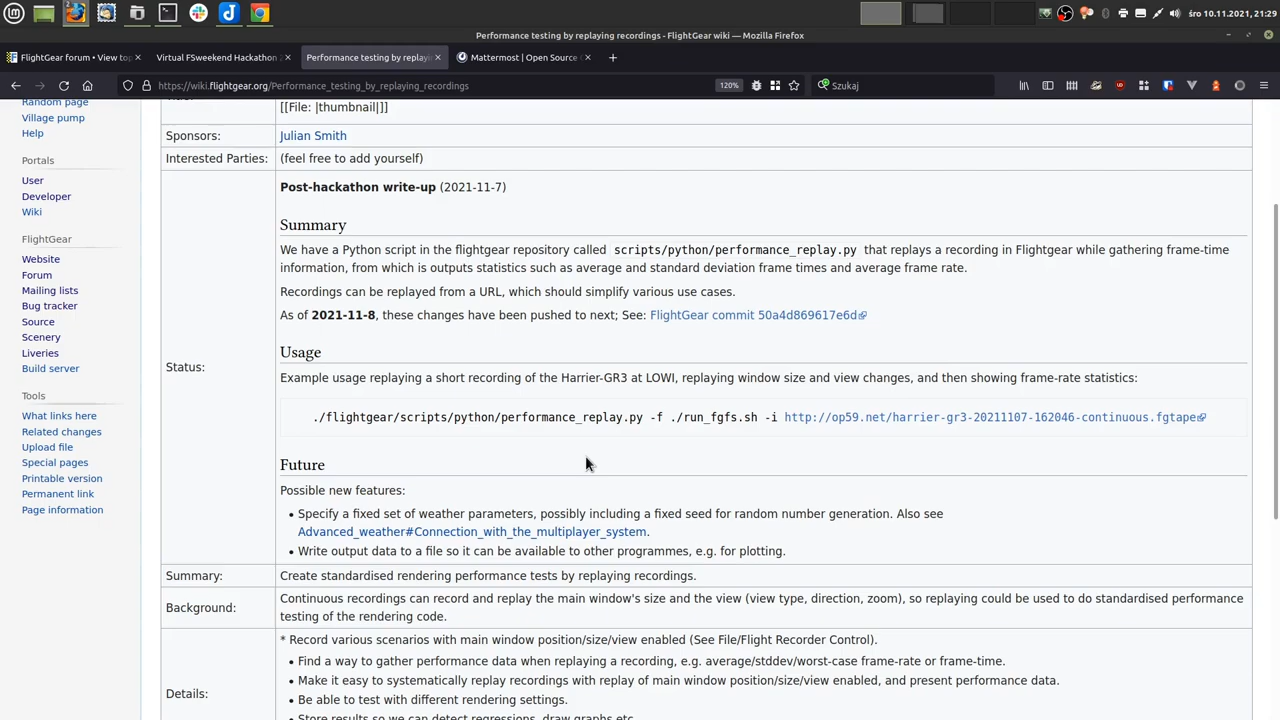 śro 10.11.2021, 21:29
Performance testing by replaying recordings - FlightGear wiki — Mozilla Firefox
FlightGear forum • View top
Virtual FSweekend Hackathon
Performance testing by replayi
Mattermost | Open Source
https://wiki.flightgear.org/Performance_testing_by_replaying_recordings
120%
Szukaj
Random page
Village pump
Help
Portals
User
Developer
Wiki
FlightGear
Website
Forum
Mailing lists
Bug tracker
Source
Scenery
Liveries
Build server
Tools
What links here
Related changes
Upload file
Special pages
Printable version
Permanent link
Page information
[[File: |thumbnail|]]
Sponsors: Julian Smith
Interested Parties: (feel free to add yourself)
Status:
Post-hackathon write-up (2021-11-7)
Summary
We have a Python script in the flightgear repository called scripts/python/performance_replay.py that replays a recording in Flightgear while gathering frame-time
information, from which is outputs statistics such as average and standard deviation frame times and average frame rate.
Recordings can be replayed from a URL, which should simplify various use cases.
As of 2021-11-8, these changes have been pushed to next; See: FlightGear commit 50a4d869617e6d
Usage
Example usage replaying a short recording of the Harrier-GR3 at LOWI, replaying window size and view changes, and then showing frame-rate statistics:
./flightgear/scripts/python/performance_replay.py -f ./run_fgfs.sh -i http://op59.net/harrier-gr3-20211107-162046-continuous.fgtape
Future
Possible new features:
• Specify a fixed set of weather parameters, possibly including a fixed seed for random number generation. Also see
Advanced_weather#Connection_with_the_multiplayer_system.
• Write output data to a file so it can be available to other programmes, e.g. for plotting.
Summary: Create standardised rendering performance tests by replaying recordings.
Background:
Continuous recordings can record and replay the main window's size and the view (view type, direction, zoom), so replaying could be used to do standardised performance
testing of the rendering code.
Details:
* Record various scenarios with main window position/size/view enabled (See File/Flight Recorder Control).
• Find a way to gather performance data when replaying a recording, e.g. average/stddev/worst-case frame-rate or frame-time.
• Make it easy to systematically replay recordings with replay of main window position/size/view enabled, and present performance data.
• Be able to test with different rendering settings.
• Store results so we can detect regressions, draw graphs etc.